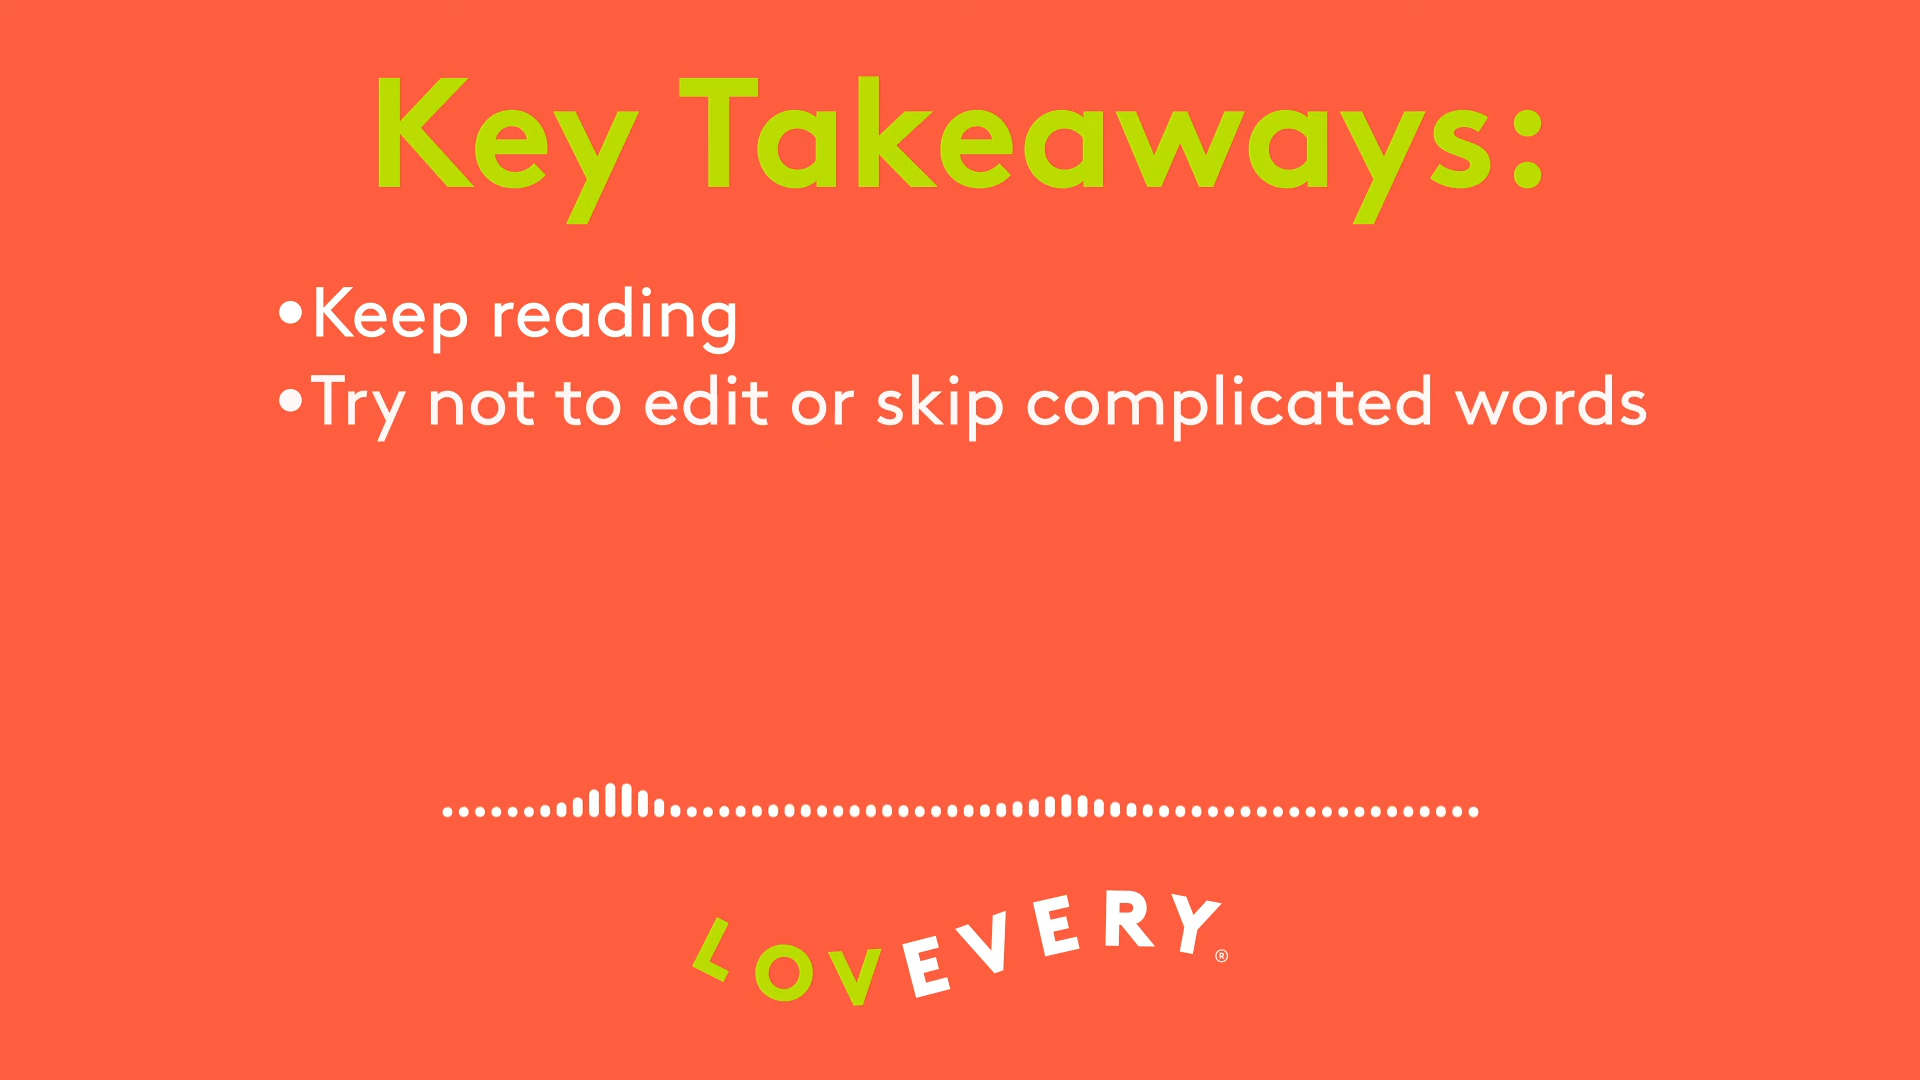 Key Takeaways:
•Keep reading
•Try not to edit or skip complicated words
LOVEVERY®